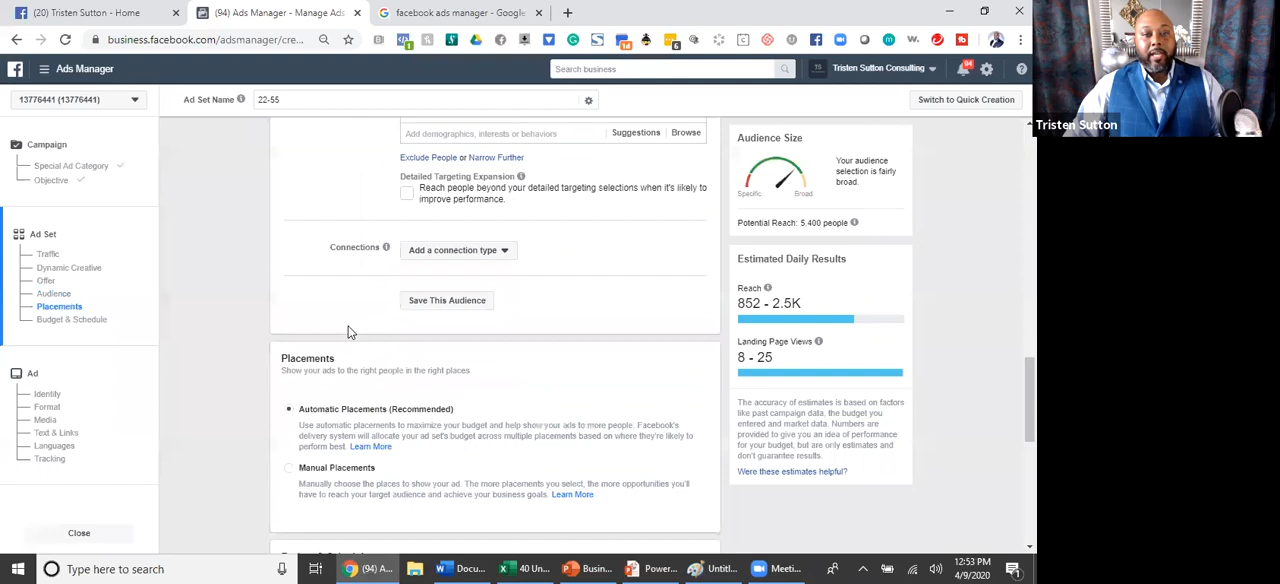 (20) Tristen Sutton - Home
(94) Ads Manager - Manage Ads
facebook ads manager - Google
business.facebook.com/adsmanager/cre...
Ads Manager
Search business
Tristen Sutton Consulting
94
13776441 (13776441)
Ad Set Name
22-55
Switch to Quick Creation
Tristen Sutton
Campaign
Special Ad Category
Objective
Ad Set
Traffic
Dynamic Creative
Offer
Audience
Placements
Budget & Schedule
Ad
Identity
Format
Media
Text & Links
Languages
Tracking
Close
Add demographics, interests or behaviors
Suggestions
Browse
Exclude People or Narrow Further
Detailed Targeting Expansion
Reach people beyond your detailed targeting selections when it's likely to
improve performance.
Connections
Add a connection type
Save This Audience
Placements
Show your ads to the right people in the right places.
Automatic Placements (Recommended)
Use automatic placements to maximize your budget and help show your ads to more people. Facebook's
delivery system will allocate your ad set's budget across multiple placements based on where they're likely to
perform best. Learn More
Manual Placements
Manually choose the places to show your ad. The more placements you select, the more opportunities you'll
have to reach your target audience and achieve your business goals. Learn More
Audience Size
Your audience
selection is fairly
broad.
Specific
Broad
Potential Reach: 5,400 people
Estimated Daily Results
Reach
852 - 2.5K
Landing Page Views
8 - 25
The accuracy of estimates is based on factors
like past campaign data, the budget you
entered and market data. Numbers are
provided to give you an idea of performance
for your budget, but are only estimates and
don't guarantee results.
Were these estimates helpful?
Type here to search
(94) A...
Docu...
40 Un...
Busin...
Power...
Untitl...
Meeti...
12:53 PM
4/9/2020